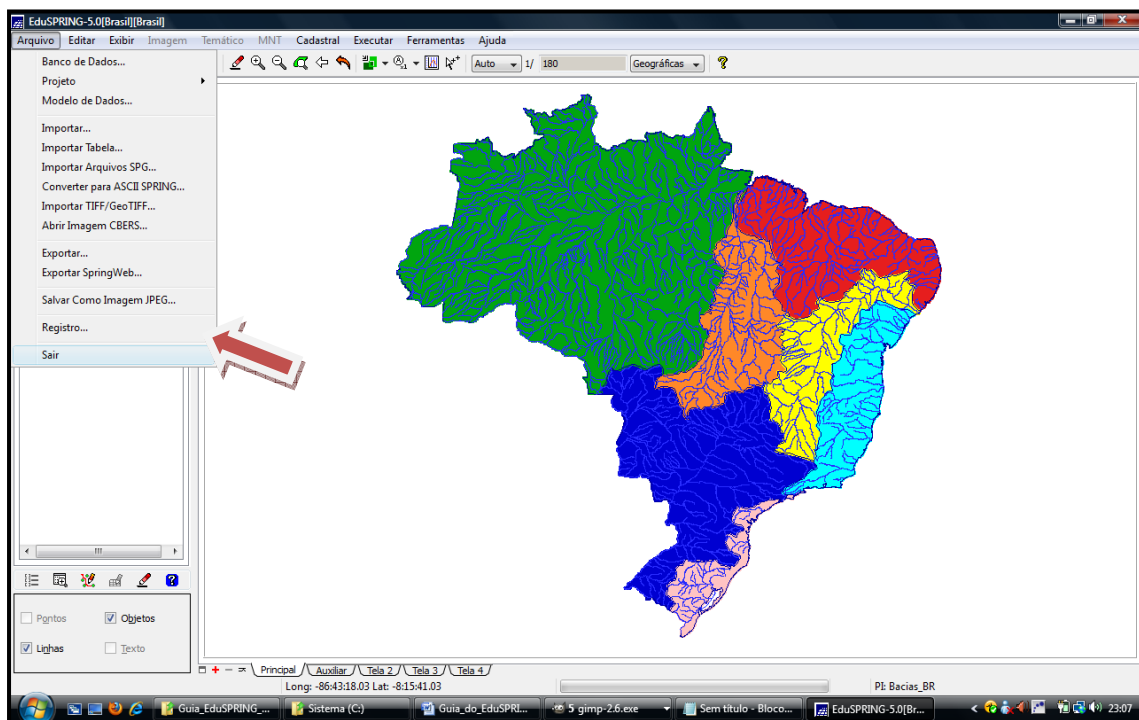 EduSPRING-5.0[Brasil][Brasil]
Arquivo Editar Exibir Imagem Temático MNT Cadastral Executar Ferramentas Ajuda
Auto 1/ 180 Geográficas
Banco de Dados...
Projeto
Modelo de Dados...
Importar...
Importar Tabela...
Importar Arquivos SPG...
Converter para ASCII SPRING...
Importar TIFF/GeoTIFF...
Abrir Imagem CBERS...
Exportar...
Exportar SpringWeb...
Salvar Como Imagem JPEG...
Registro...
Sair
Pontos Objetos
Linhas Texto
Principal Auxiliar Tela 2 Tela 3 Tela 4
Long: -86:43:18.03 Lat: -8:15:41.03 PI: Bacias_BR
Guia_EduSPRING_... Sistema (C:) Guia_do_EduSPRI... 5 gimp-2.6.exe Sem título - Bloco... EduSPRING-5.0[Br... 23:07